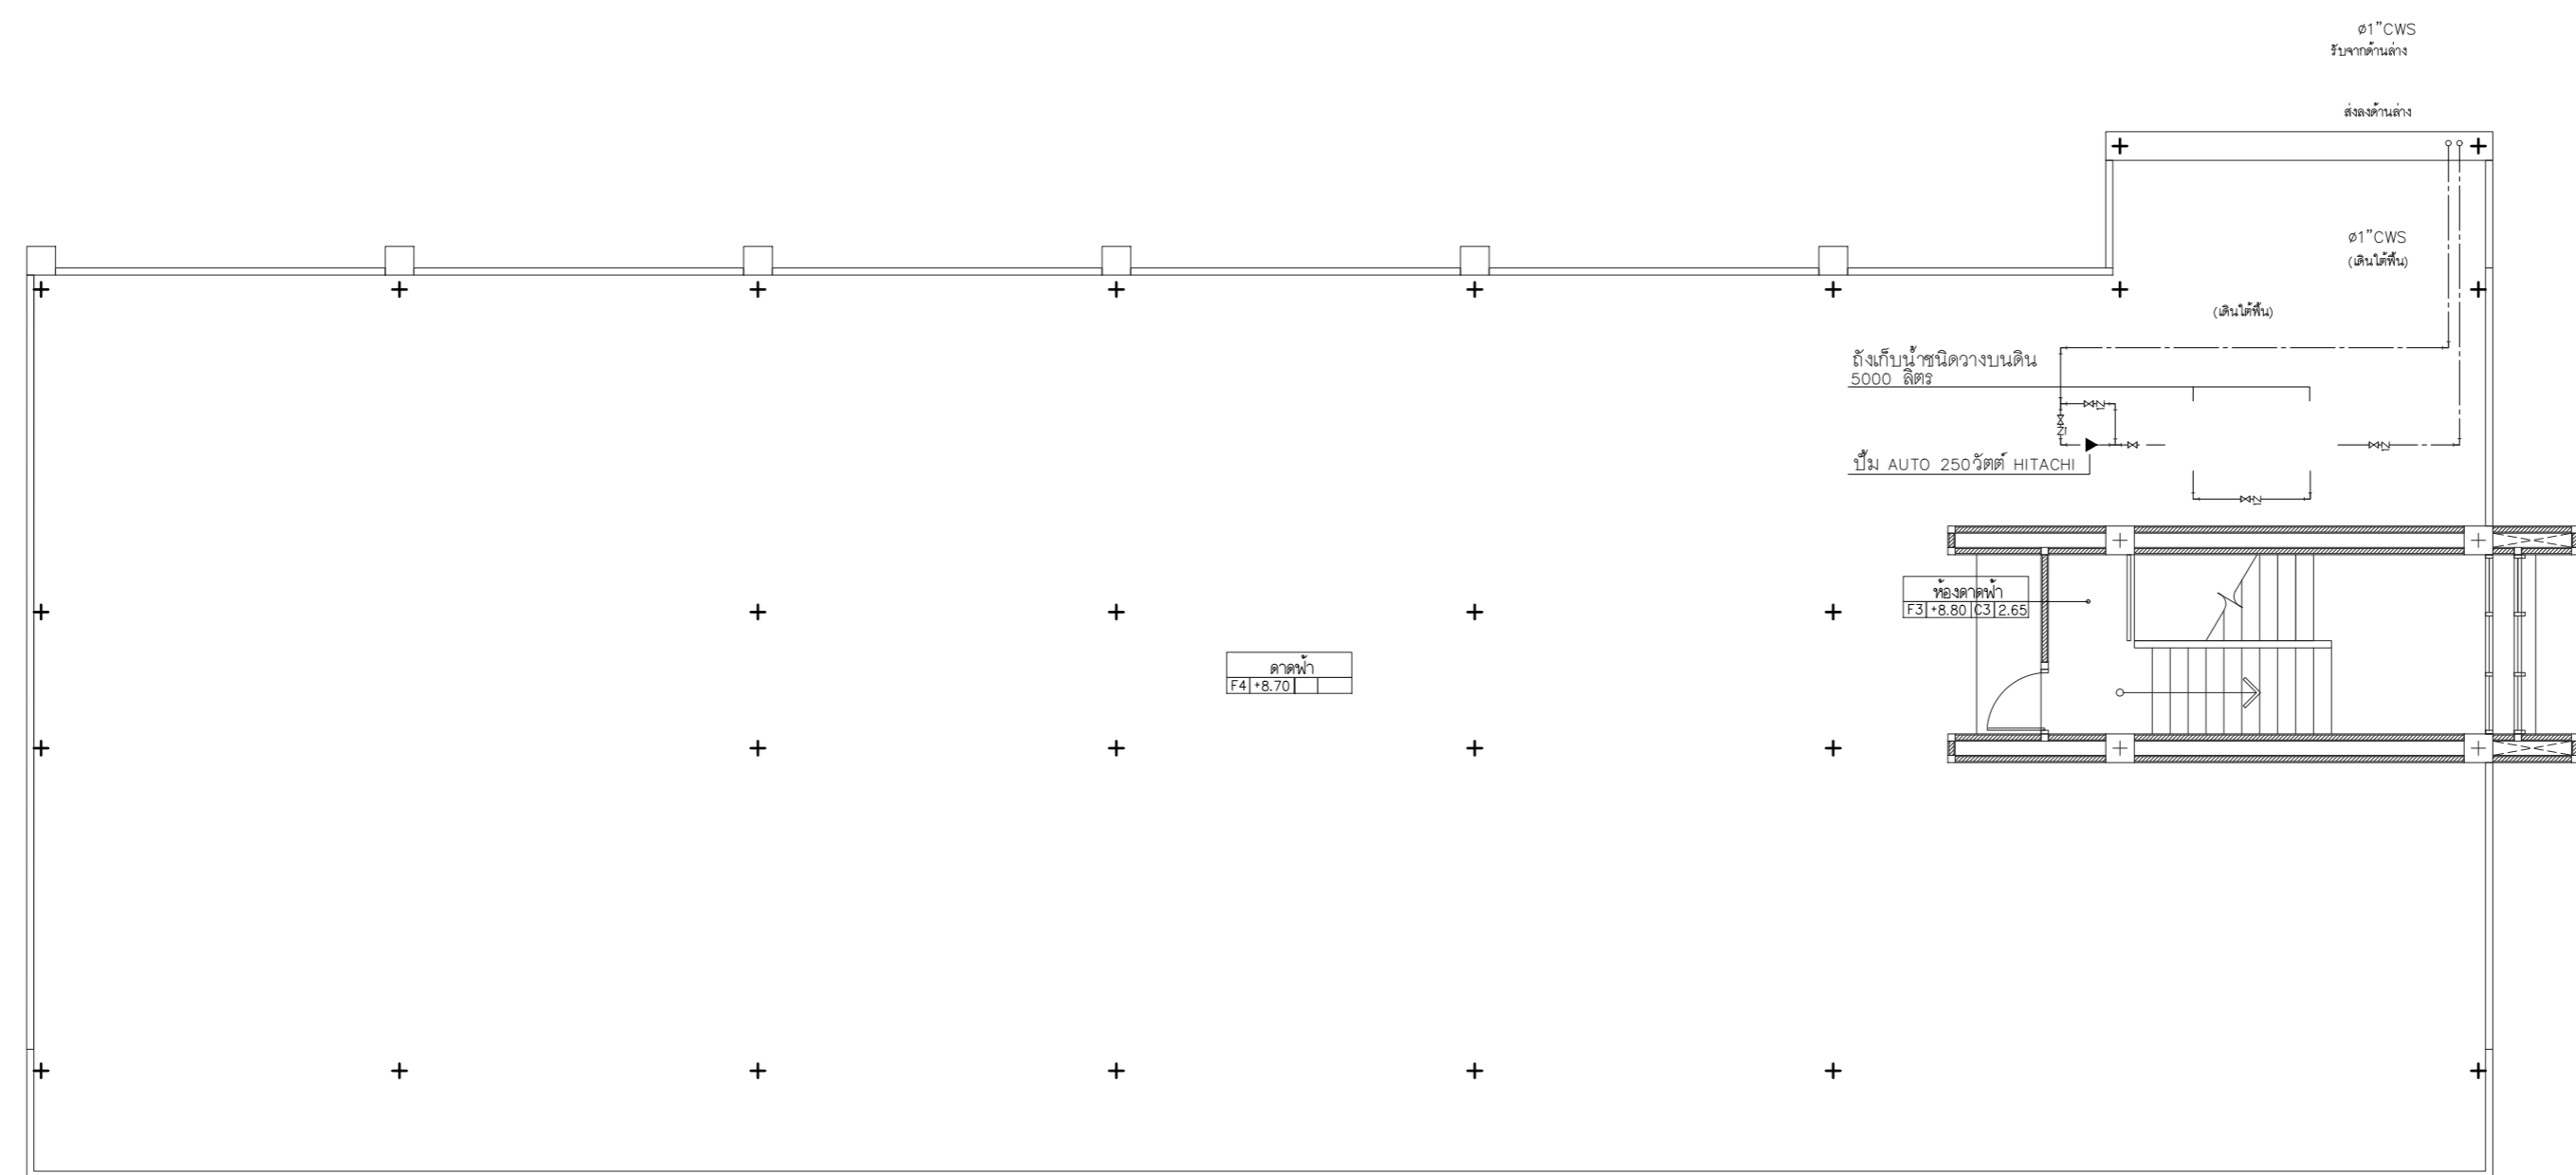 ø1"CWS
รับจากด้านล่าง
ส่งลงด้านล่าง
ø1"CWS
(เดินใต้พื้น)
(เดินใต้พื้น)
ถังเก็บน้ำชนิดวางบนดิน
5000 ลิตร
ปั๊ม AUTO 250วัตต์ HITACHI
ห้องดาดฟ้า
F3 +8.80 C3 2.65
ดาดฟ้า
F4 +8.70